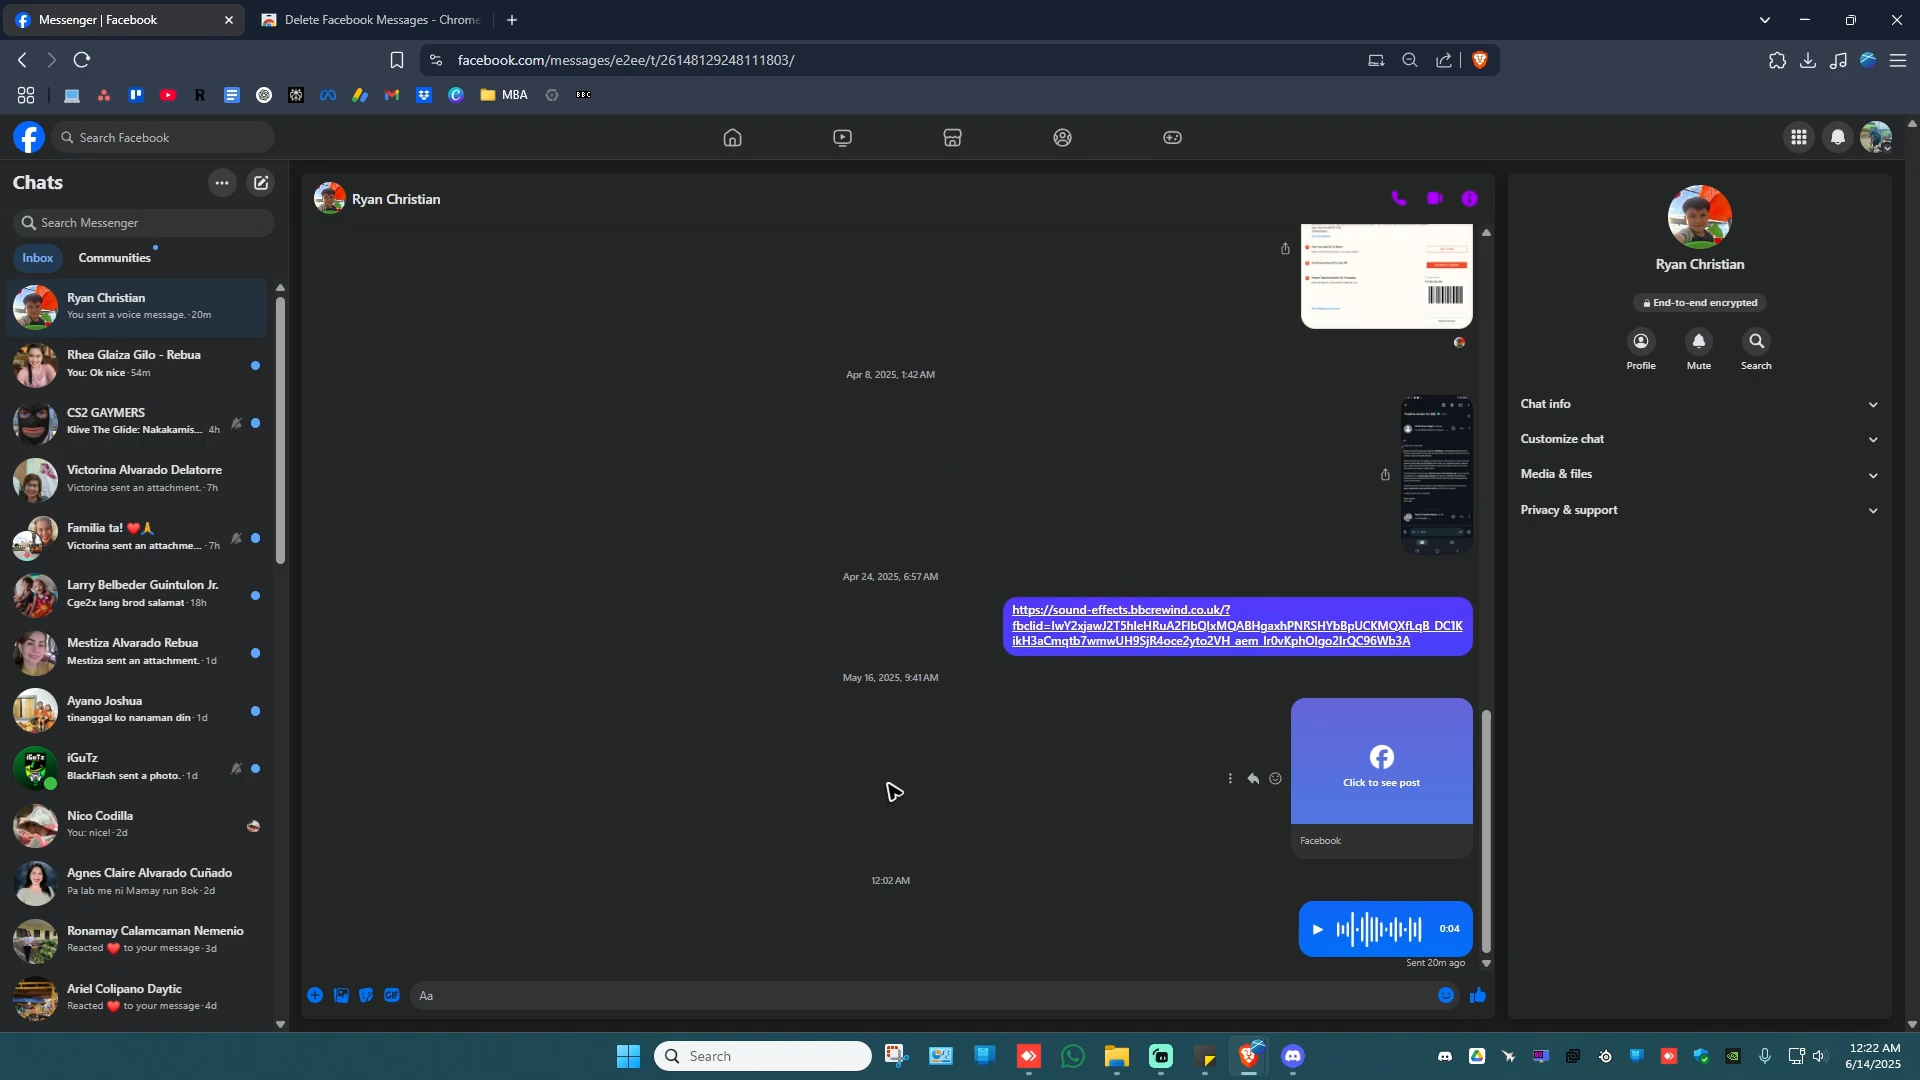 Messenger | Facebook
Delete Facebook Messages - Chrome
facebook.com/messages/e2ee/t/26148129248111803/
MBA
BBC
Search Facebook
Chats
Search Messenger
Inbox
Communities
Ryan Christian
You sent a voice message. · 20m
Rhea Glaiza Gilo - Rebua
You: Ok nice · 54m
CS2 GAYMERS
Klive The Glide: Nakakamis... 4h
Victorina Alvarado Delatorre
Victorina sent an attachment. · 7h
Familia ta! ❤️🙏
Victorina sent an attachme... · 7h
Larry Belbeder Guintulon Jr.
Cge2x lang brod salamat · 18h
Mestiza Alvarado Rebua
Mestiza sent an attachment. · 1d
Ayano Joshua
tinanggal ko nanaman din · 1d
iGuTz
BlackFlash sent a photo. · 1d
Nico Codilla
You: nice! · 2d
Agnes Claire Alvarado Cuñado
Pa lab me ni Mamay run Bok · 2d
Ronamay Calamcaman Nemenio
Reacted ❤️ to your message · 3d
Ariel Colipano Daytic
Reacted ❤️ to your message · 4d
Ryan Christian
Apr 8, 2025, 1:42 AM
Apr 24, 2025, 6:57 AM
https://sound-effects.bbcrewind.co.uk/?
May 16, 2025, 9:41 AM
Click to see post
Facebook
12:02 AM
0:04
Sent 20m ago
GIF
Aa
Ryan Christian
End-to-end encrypted
Profile
Mute
Search
Chat info
Customize chat
Media & files
Privacy & support
Search
12:22 AM
6/14/2025